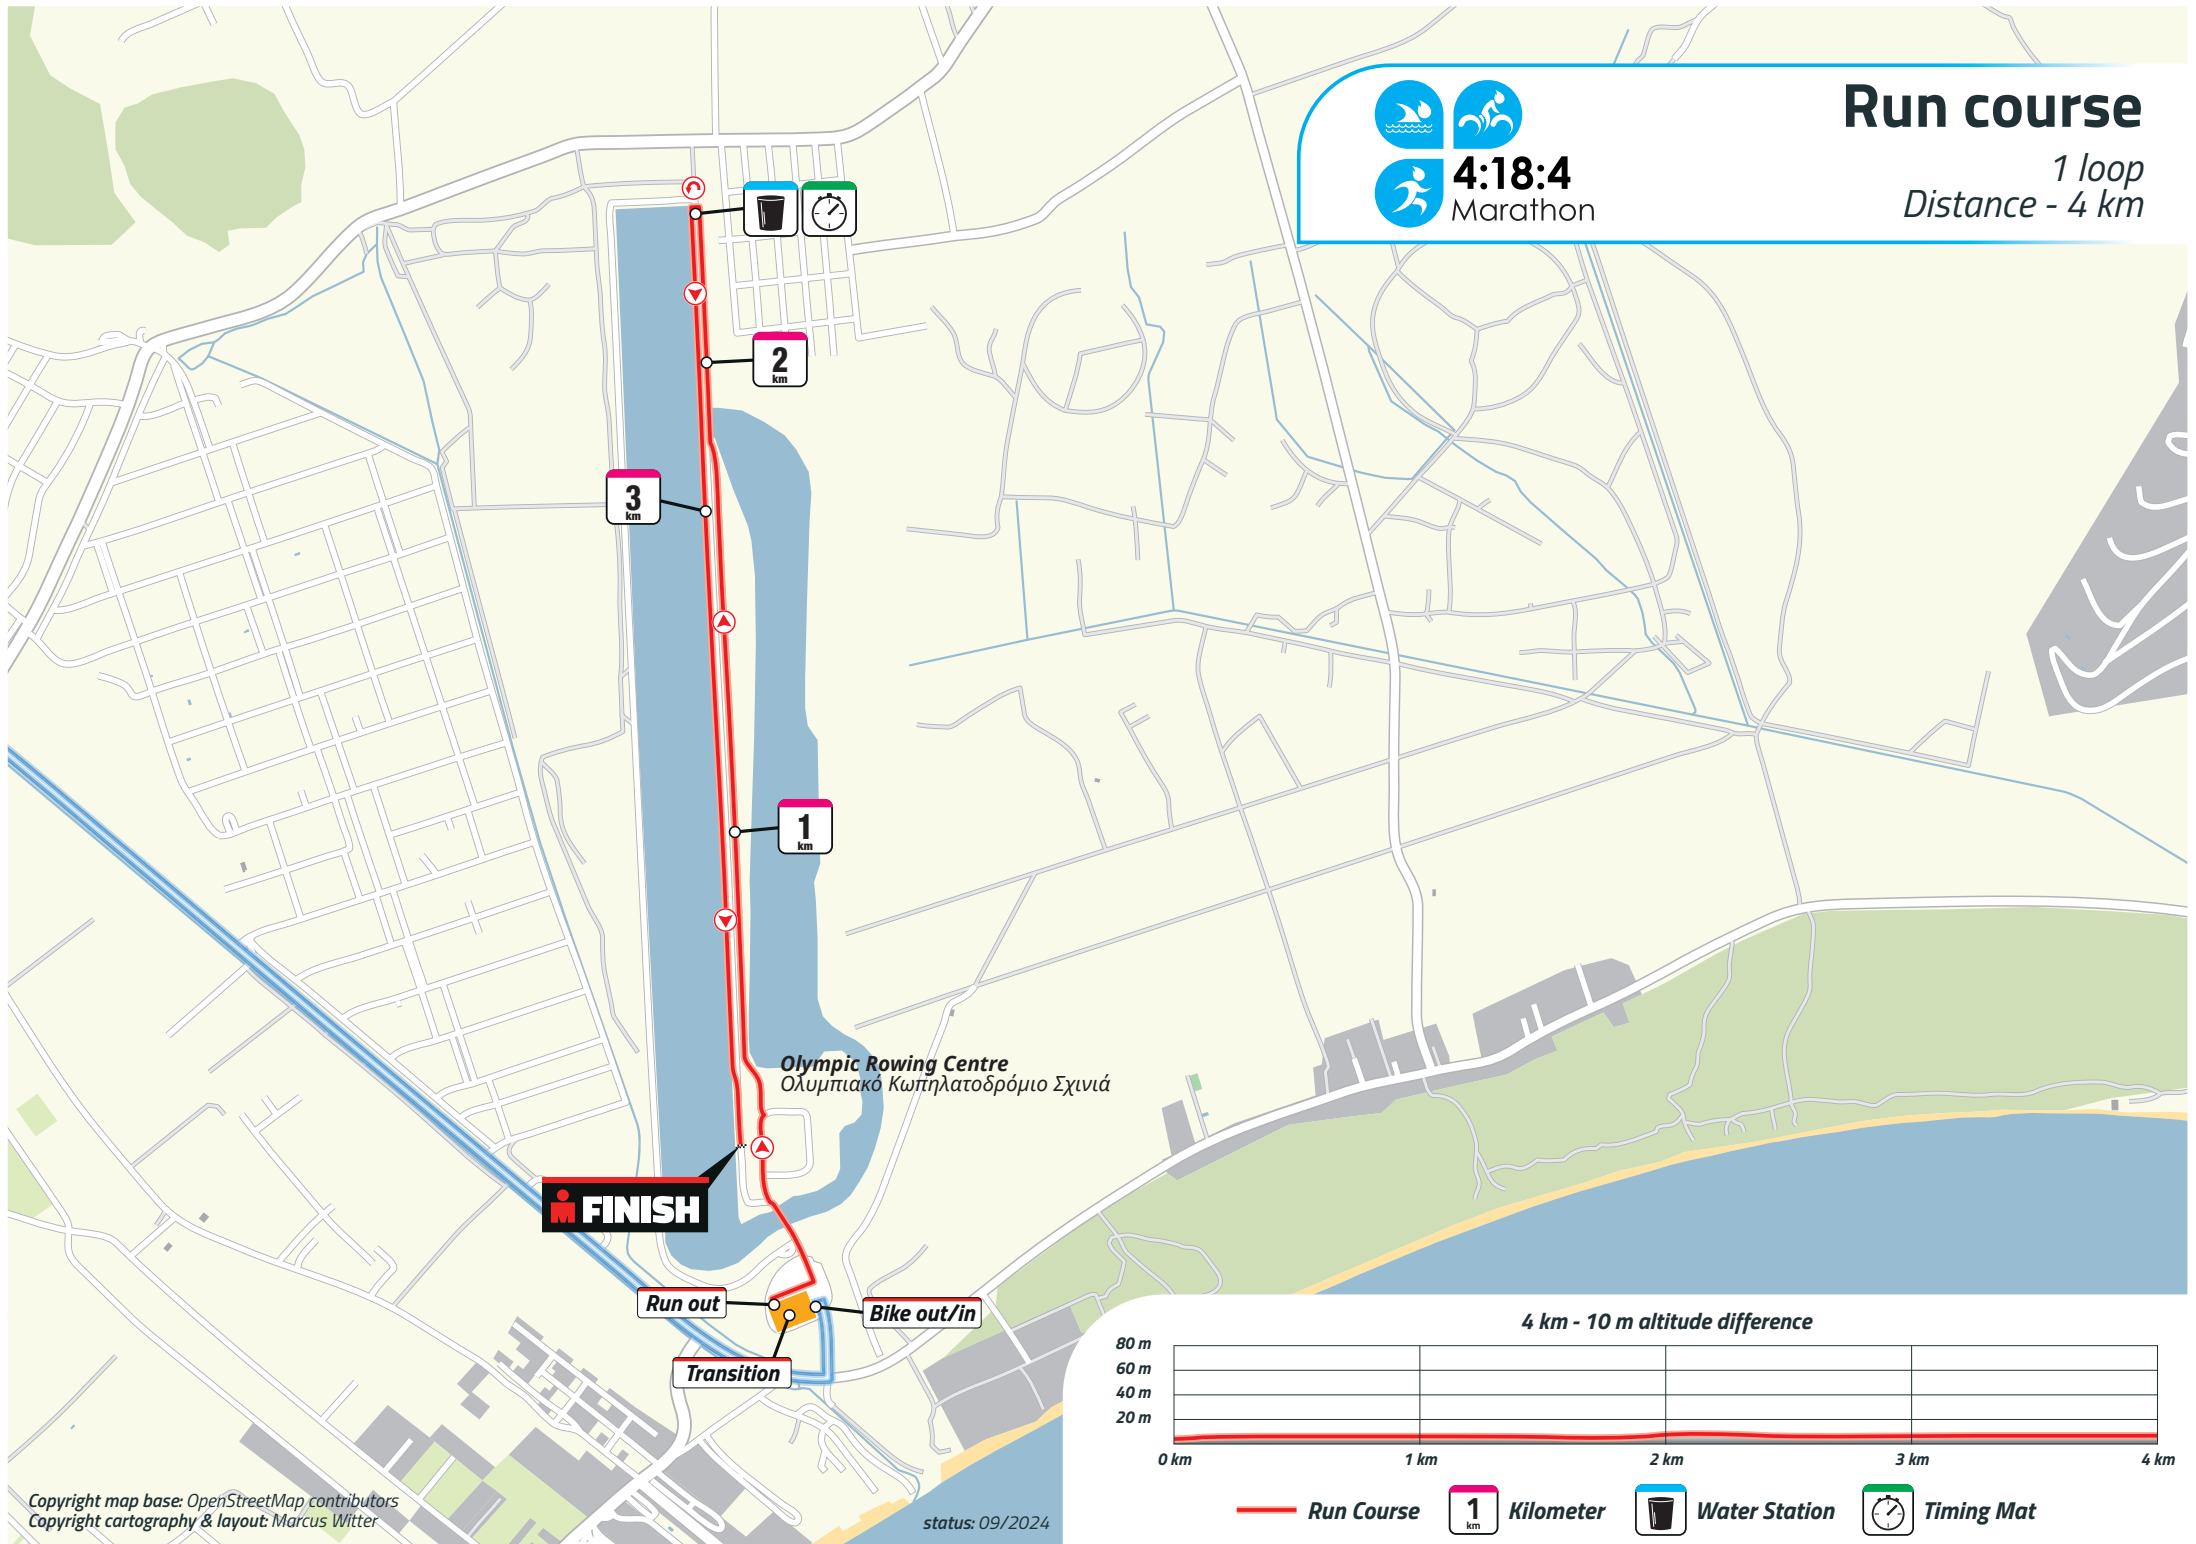 Run course
1 loop
Distance - 4 km
4:18:4
Marathon
2
km
3
km
1
km
Olympic Rowing Centre
Ολυμπιακό Κωπηλατοδρόμιο Σχινιά
FINISH
Run out
Bike out/in
Transition
4 km - 10 m altitude difference
80 m
60 m
40 m
20 m
0 km
1 km
2 km
3 km
4 km
Run Course
1
km
Kilometer
Water Station
Timing Mat
Copyright map base: OpenStreetMap contributors
Copyright cartography & layout: Marcus Witter
status: 09/2024